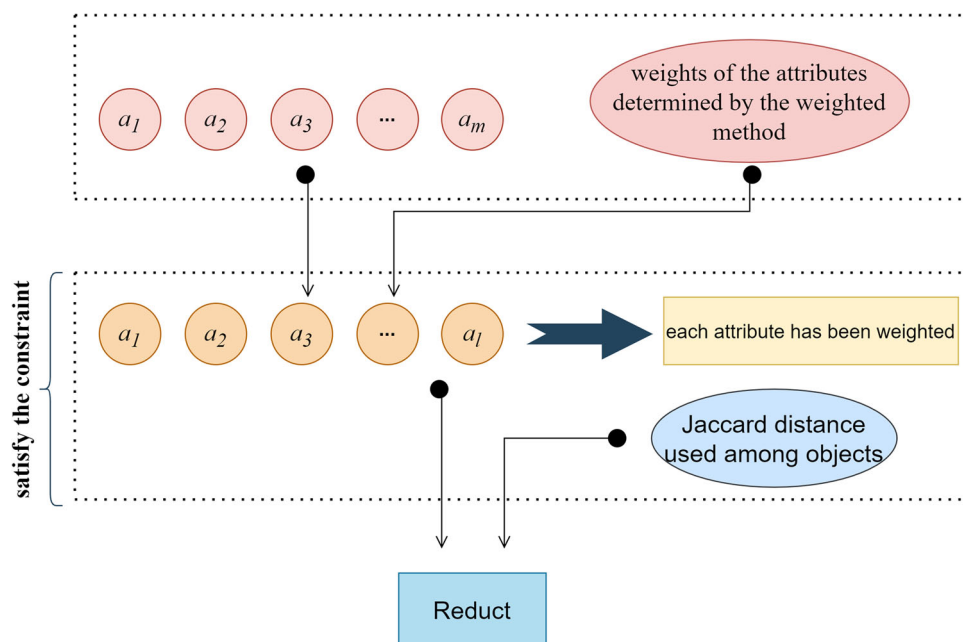 weights of the attributes
determined by the weighted
method
a1 a2 a3 ... am
satisfy the constraint
a1 a2 a3 ... al
each attribute has been weighted
Jaccard distance
used among objects
Reduct